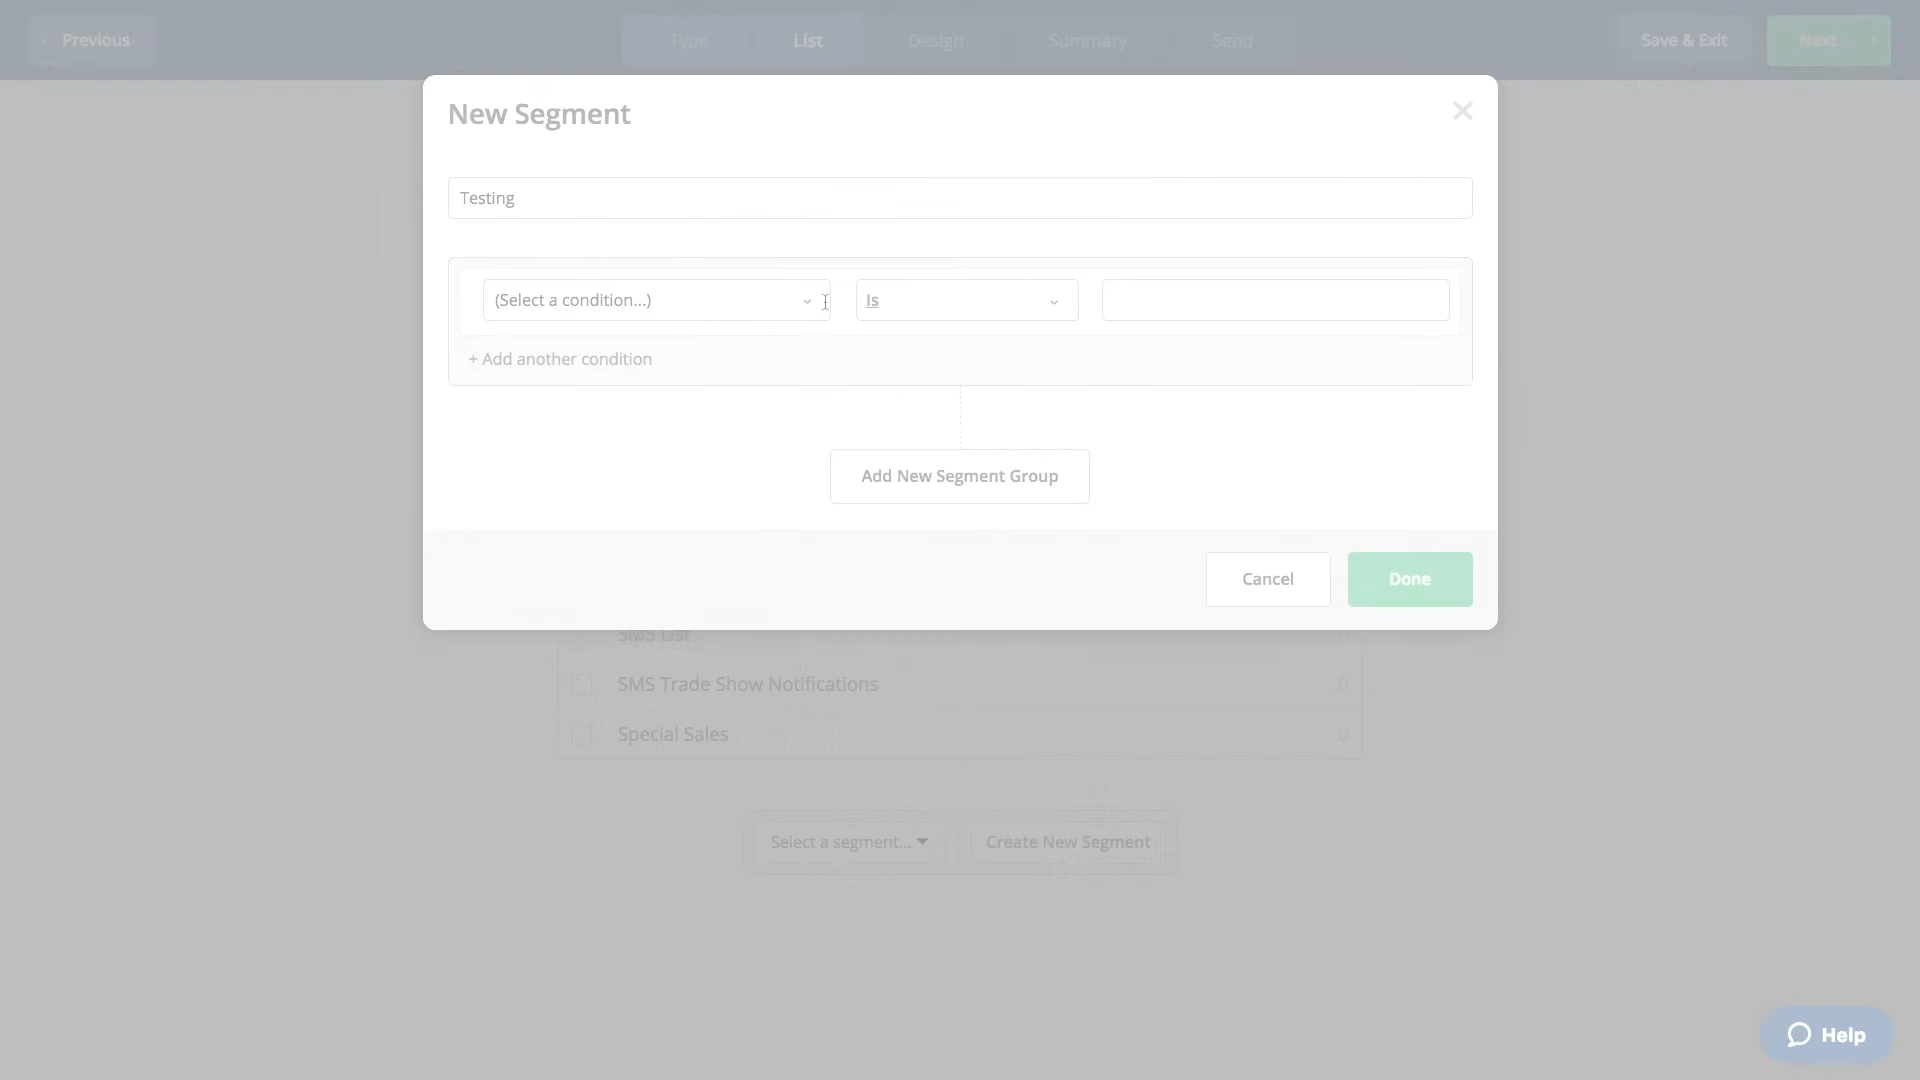 Previous
Type
List
Design
Summary
Send
Save & Exit
Next
New Segment
Testing
(Select a condition...)
Is
+ Add another condition
Add New Segment Group
Cancel
Done
SMS List
SMS Trade Show Notifications
0
Special Sales
0
Select a segment...
Create New Segment
Help